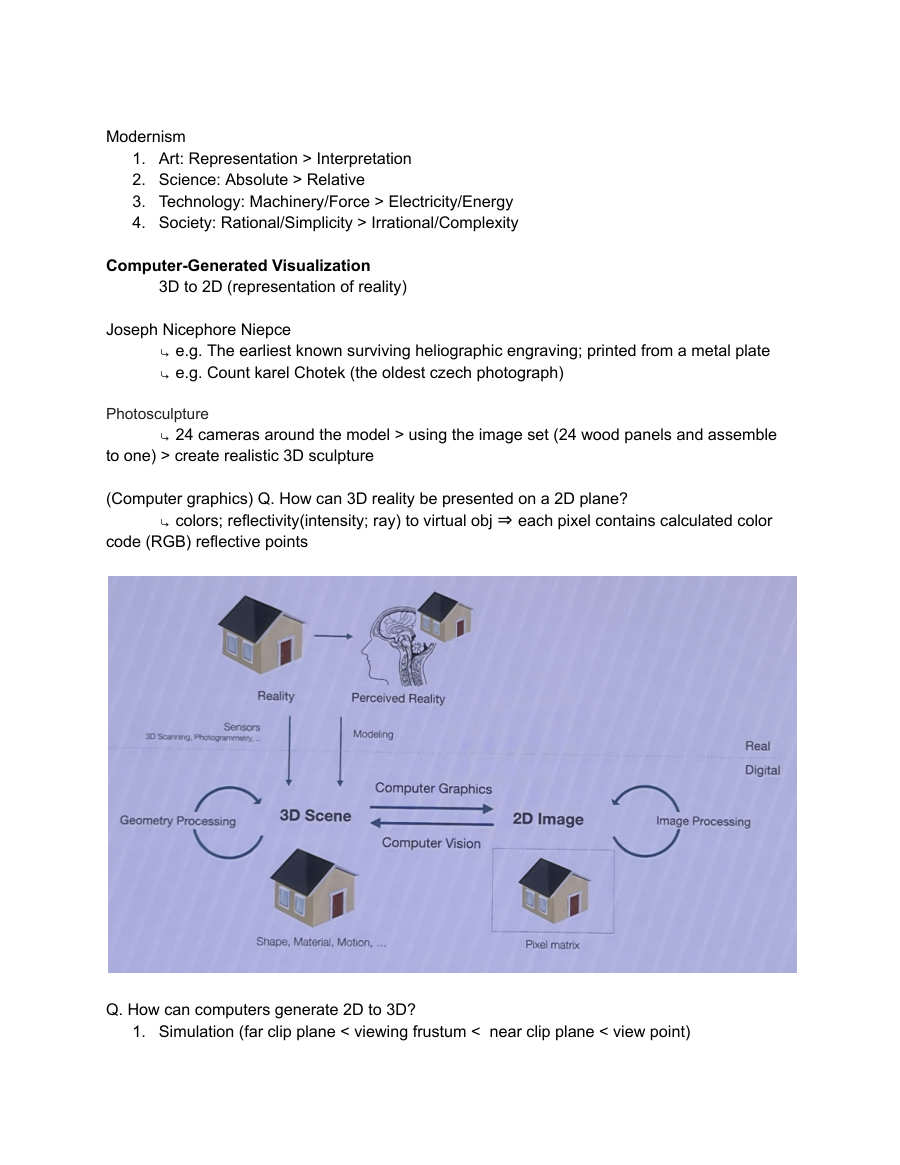 Modernism
1. Art: Representation > Interpretation
2. Science: Absolute > Relative
3. Technology: Machinery/Force > Electricity/Energy
4. Society: Rational/Simplicity > Irrational/Complexity
Computer-Generated Visualization
3D to 2D (representation of reality)
Joseph Nicephore Niepce
⤷ e.g. The earliest known surviving heliographic engraving; printed from a metal plate
⤷ e.g. Count karel Chotek (the oldest czech photograph)
Photosculpture
⤷ 24 cameras around the model > using the image set (24 wood panels and assemble
to one) > create realistic 3D sculpture
(Computer graphics) Q. How can 3D reality be presented on a 2D plane?
⤷ colors; reflectivity(intensity; ray) to virtual obj ⇒ each pixel contains calculated color
code (RGB) reflective points
Reality
Perceived Reality
Sensors
3D Scanning, Photogrammetry, ...
Modeling
Real
Digital
Computer Graphics
Geometry Processing
3D Scene
2D Image
Image Processing
Computer Vision
Shape, Material, Motion, ...
Pixel matrix
Q. How can computers generate 2D to 3D?
1. Simulation (far clip plane < viewing frustum <  near clip plane < view point)